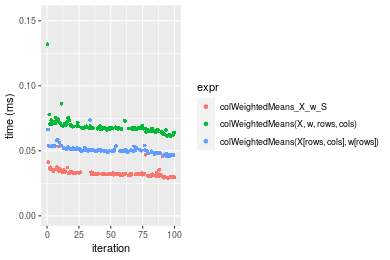 0.15
0.10
0.05
0.00
time (ms)
0 25 50 75 100
iteration
expr
colWeightedMeans_X_w_S
colWeightedMeans(X, w, rows, cols)
colWeightedMeans(X[rows, cols], w[rows])